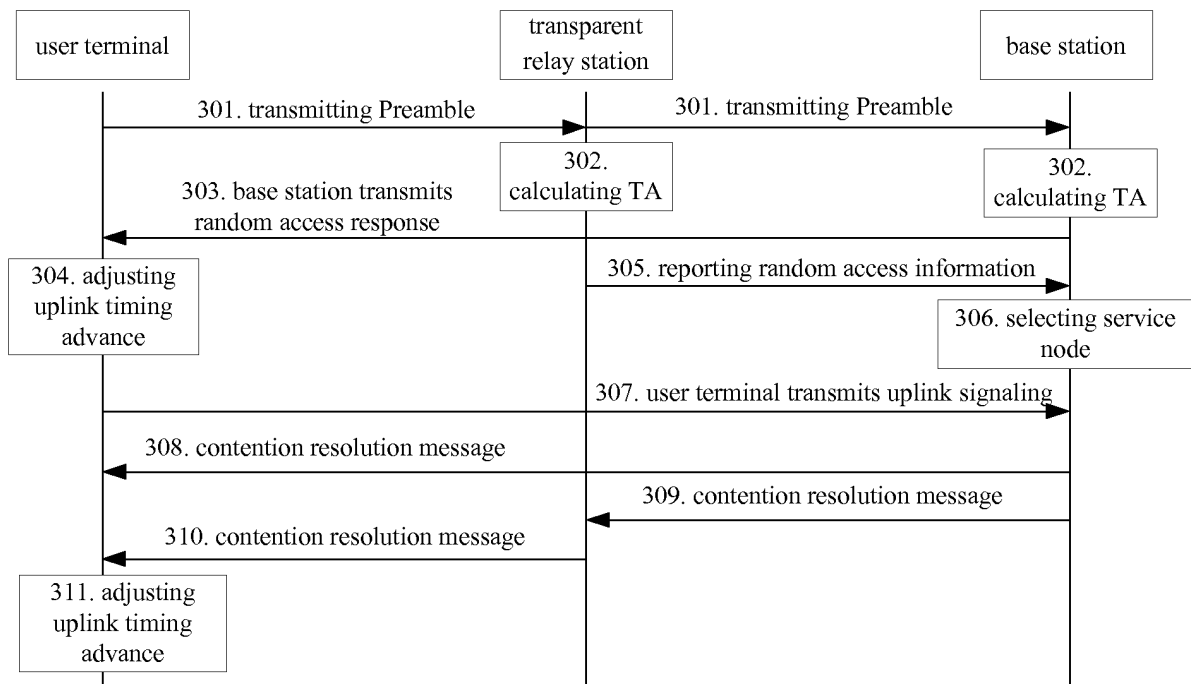 user terminal
transparent
relay station
base station
301. transmitting Preamble
301. transmitting Preamble
302.
calculating TA
302.
calculating TA
303. base station transmits
random access response
304. adjusting
uplink timing
advance
305. reporting random access information
306. selecting service
node
307. user terminal transmits uplink signaling
308. contention resolution message
309. contention resolution message
310. contention resolution message
311. adjusting
uplink timing
advance